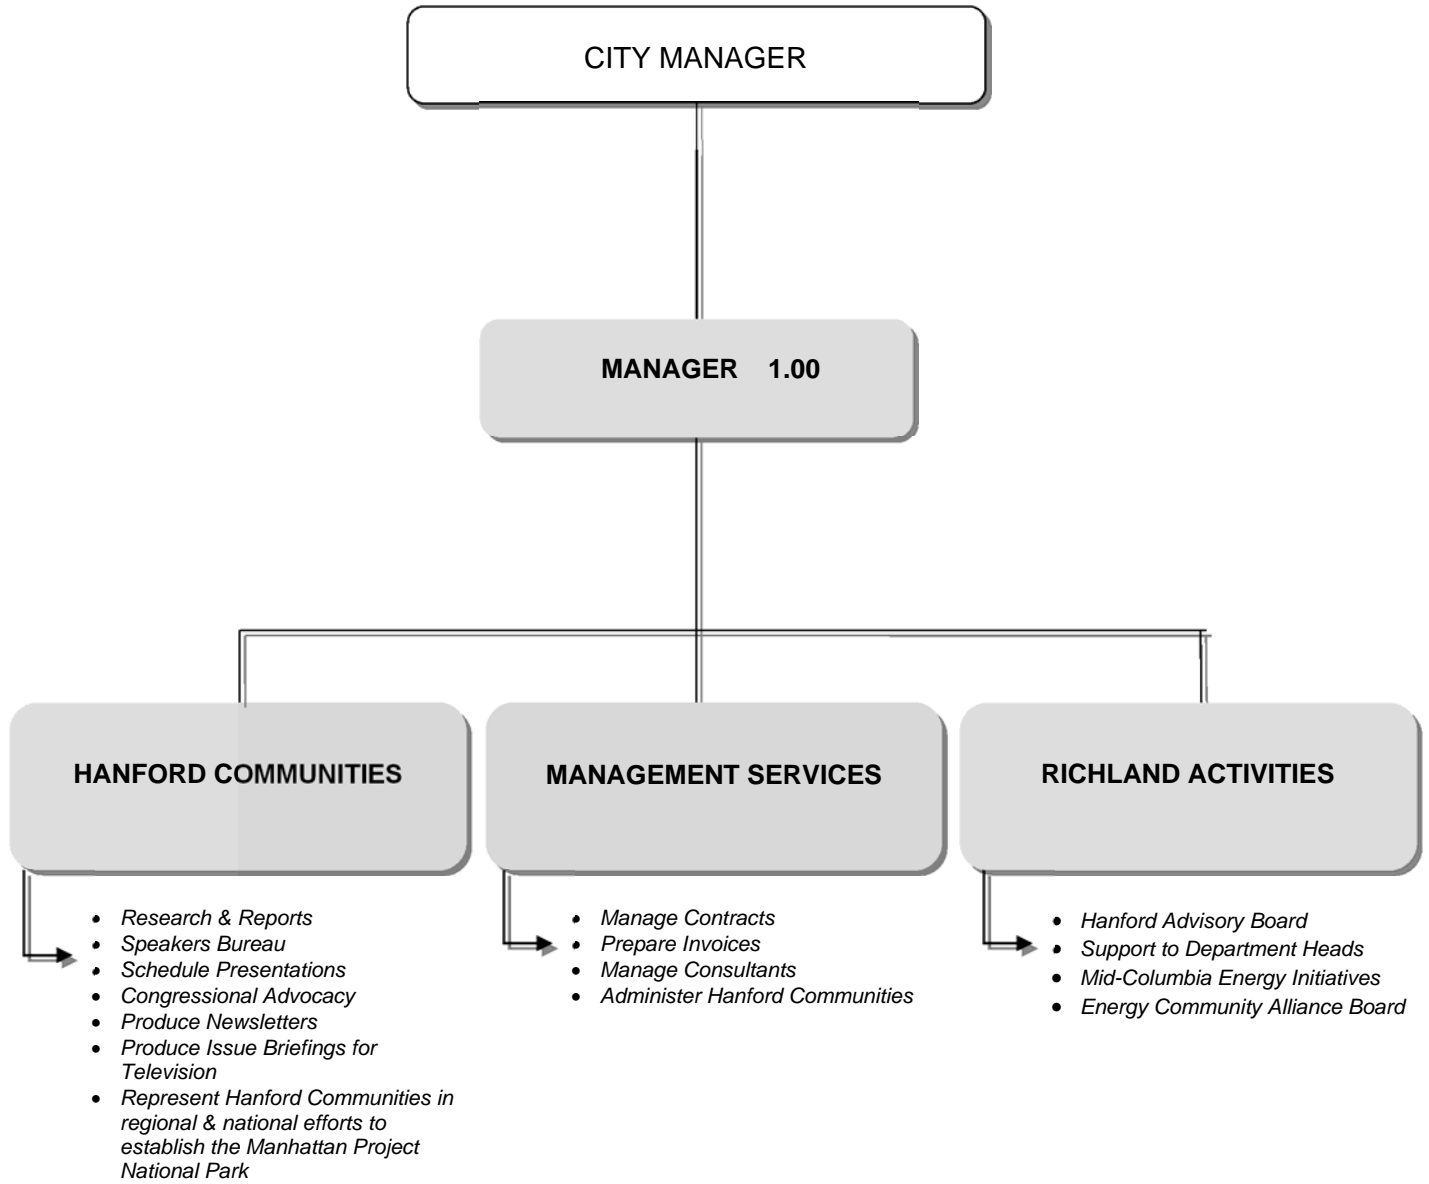 CITY MANAGER
MANAGER 1.00
HANFORD COMMUNITIES
• Research & Reports
• Speakers Bureau
• Schedule Presentations
• Congressional Advocacy
• Produce Newsletters
• Produce Issue Briefings for
Television
• Represent Hanford Communities in
regional & national efforts to
establish the Manhattan Project
National Park
MANAGEMENT SERVICES
• Manage Contracts
• Prepare Invoices
• Manage Consultants
• Administer Hanford Communities
RICHLAND ACTIVITIES
• Hanford Advisory Board
• Support to Department Heads
• Mid-Columbia Energy Initiatives
• Energy Community Alliance Board